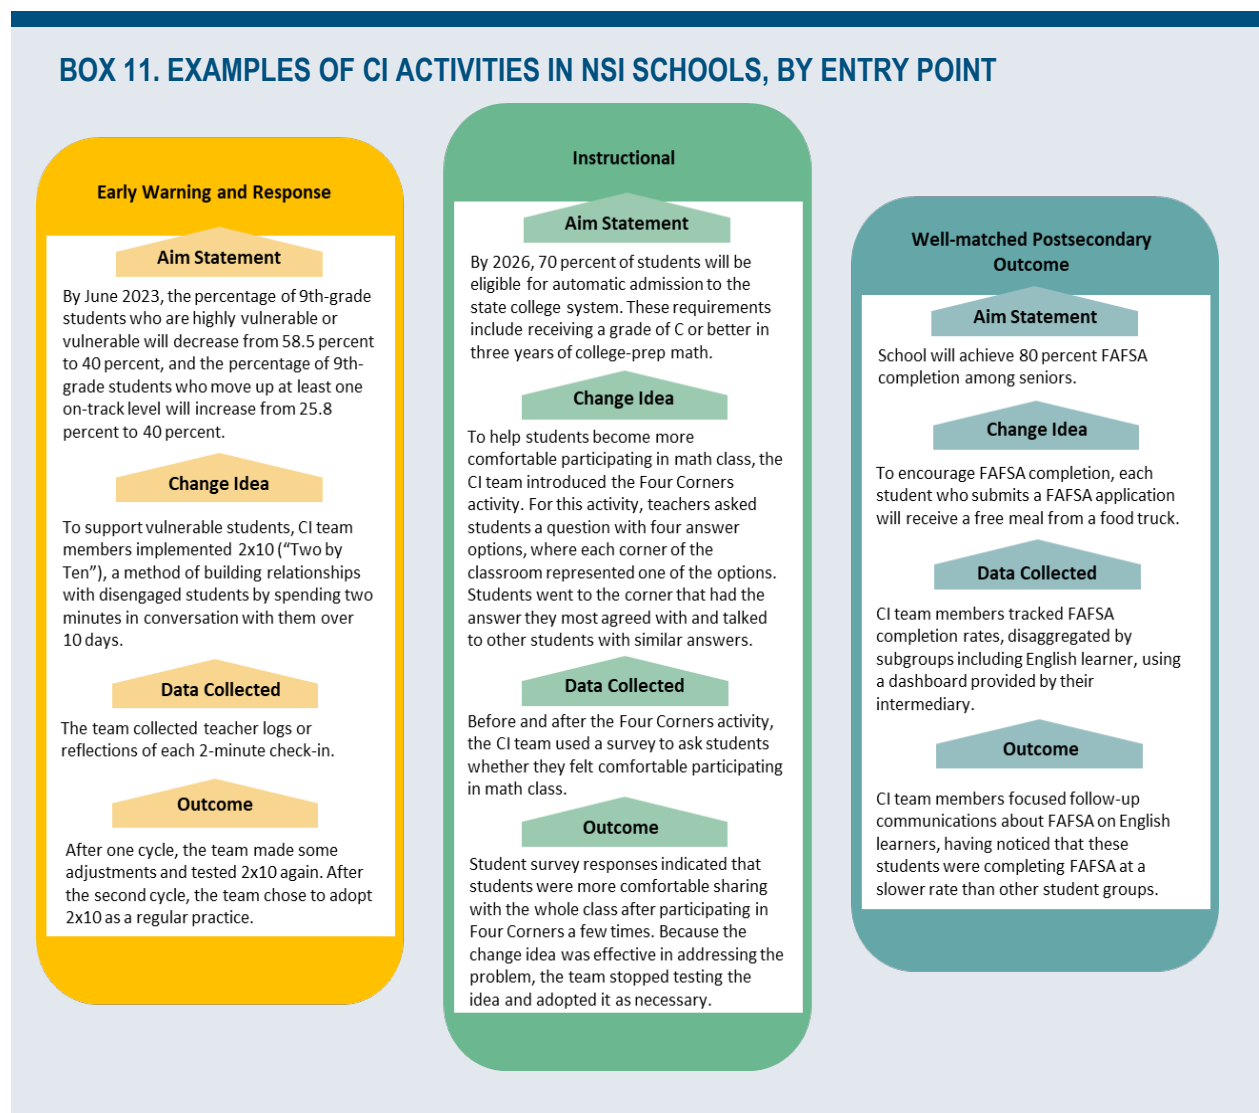 BOX 11. EXAMPLES OF CI ACTIVITIES IN NSI SCHOOLS, BY ENTRY POINT
Early Warning and Response
Aim Statement
By June 2023, the percentage of 9th-grade
students who are highly vulnerable or
vulnerable will decrease from 58.5 percent
to 40 percent, and the percentage of 9th-
grade students who move up at least one
on-track level will increase from 25.8
percent to 40 percent.
Change Idea
To support vulnerable students, CI team
members implemented 2x10 (“Two by
Ten”), a method of building relationships
with disengaged students by spending two
minutes in conversation with them over
10 days.
Data Collected
The team collected teacher logs or
reflections of each 2-minute check-in.
Outcome
After one cycle, the team made some
adjustments and tested 2x10 again. After
the second cycle, the team chose to adopt
2x10 as a regular practice.
Instructional
Aim Statement
By 2026, 70 percent of students will be
eligible for automatic admission to the
state college system. These requirements
include receiving a grade of C or better in
three years of college-prep math.
Change Idea
To help students become more
comfortable participating in math class, the
CI team introduced the Four Corners
activity. For this activity, teachers asked
students a question with four answer
options, where each corner of the
classroom represented one of the options.
Students went to the corner that had the
answer they most agreed with and talked
to other students with similar answers.
Data Collected
Before and after the Four Corners activity,
the CI team used a survey to ask students
whether they felt comfortable participating
in math class.
Outcome
Student survey responses indicated that
students were more comfortable sharing
with the whole class after participating in
Four Corners a few times. Because the
change idea was effective in addressing the
problem, the team stopped testing the
idea and adopted it as necessary.
Well-matched Postsecondary
Outcome
Aim Statement
School will achieve 80 percent FAFSA
completion among seniors.
Change Idea
To encourage FAFSA completion, each
student who submits a FAFSA application
will receive a free meal from a food truck.
Data Collected
CI team members tracked FAFSA
completion rates, disaggregated by
subgroups including English learner, using
a dashboard provided by their
intermediary.
Outcome
CI team members focused follow-up
communications about FAFSA on English
learners, having noticed that these
students were completing FAFSA at a
slower rate than other student groups.